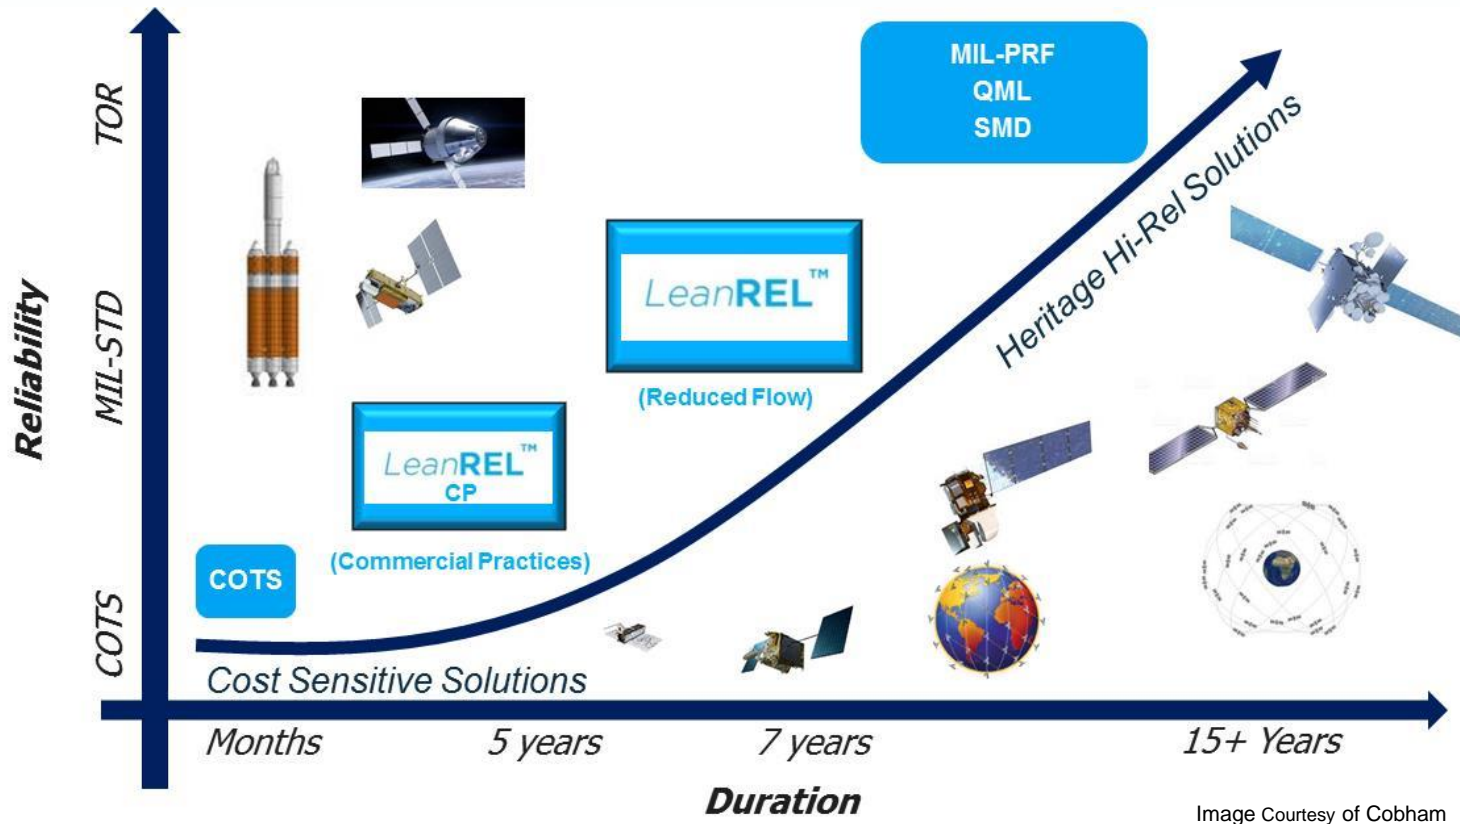 MIL-PRF
QML
SMD
TOR
MIL-STD
COTS
Reliability
LeanREL™
(Reduced Flow)
LeanREL™
CP
(Commercial Practices)
COTS
Heritage Hi-Rel Solutions
Cost Sensitive Solutions
Months
5 years
7 years
15+ Years
Duration
Image Courtesy of Cobham